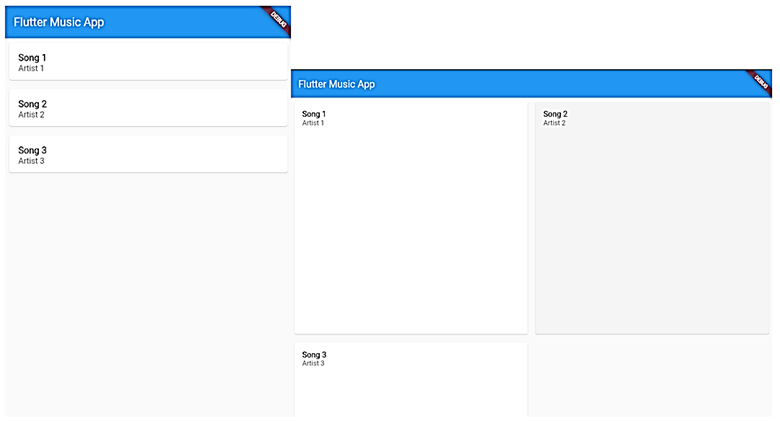 Flutter Music App
DEBUG
Song 1
Artist 1
Song 2
Artist 2
Song 3
Artist 3
Flutter Music App
DEBUG
Song 1
Artist 1
Song 2
Artist 2
Song 3
Artist 3